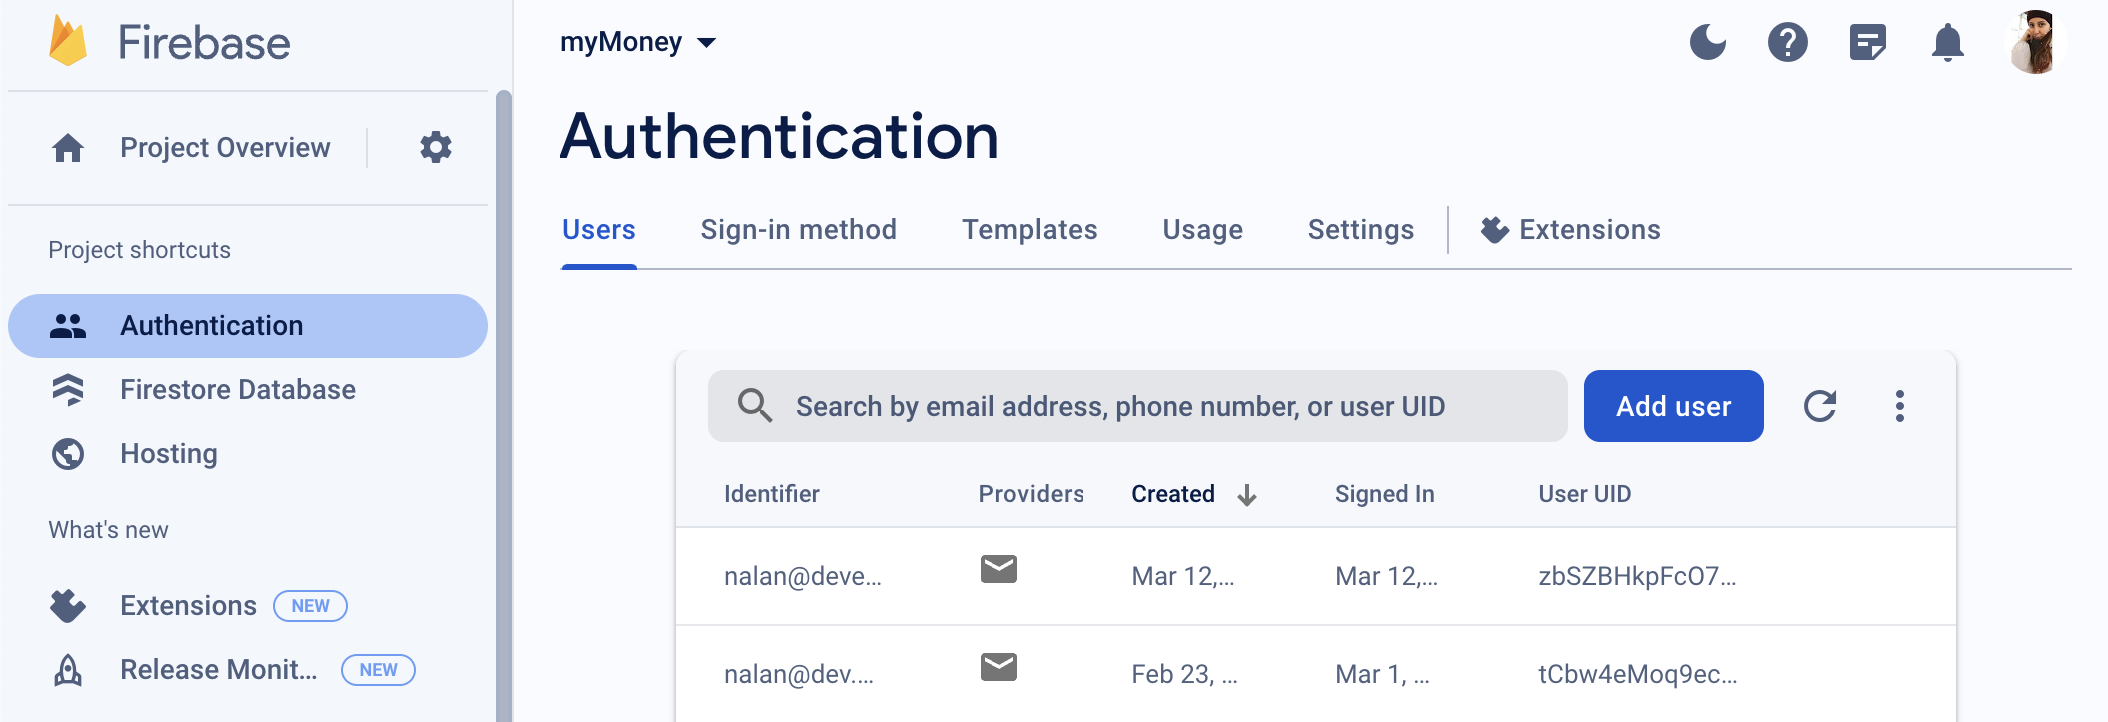 Firebase
Project Overview
Project shortcuts
Authentication
Firestore Database
Hosting
What's new
Extensions NEW
Release Monit... NEW
myMoney
Authentication
Users Sign-in method Templates Usage Settings Extensions
Search by email address, phone number, or user UID Add user
Identifier Providers Created Signed In User UID
nalan@deve... Mar 12,... Mar 12,... zbSZBHkpFcO7...
nalan@dev.... Feb 23, ... Mar 1, ... tCbw4eMoq9ec...